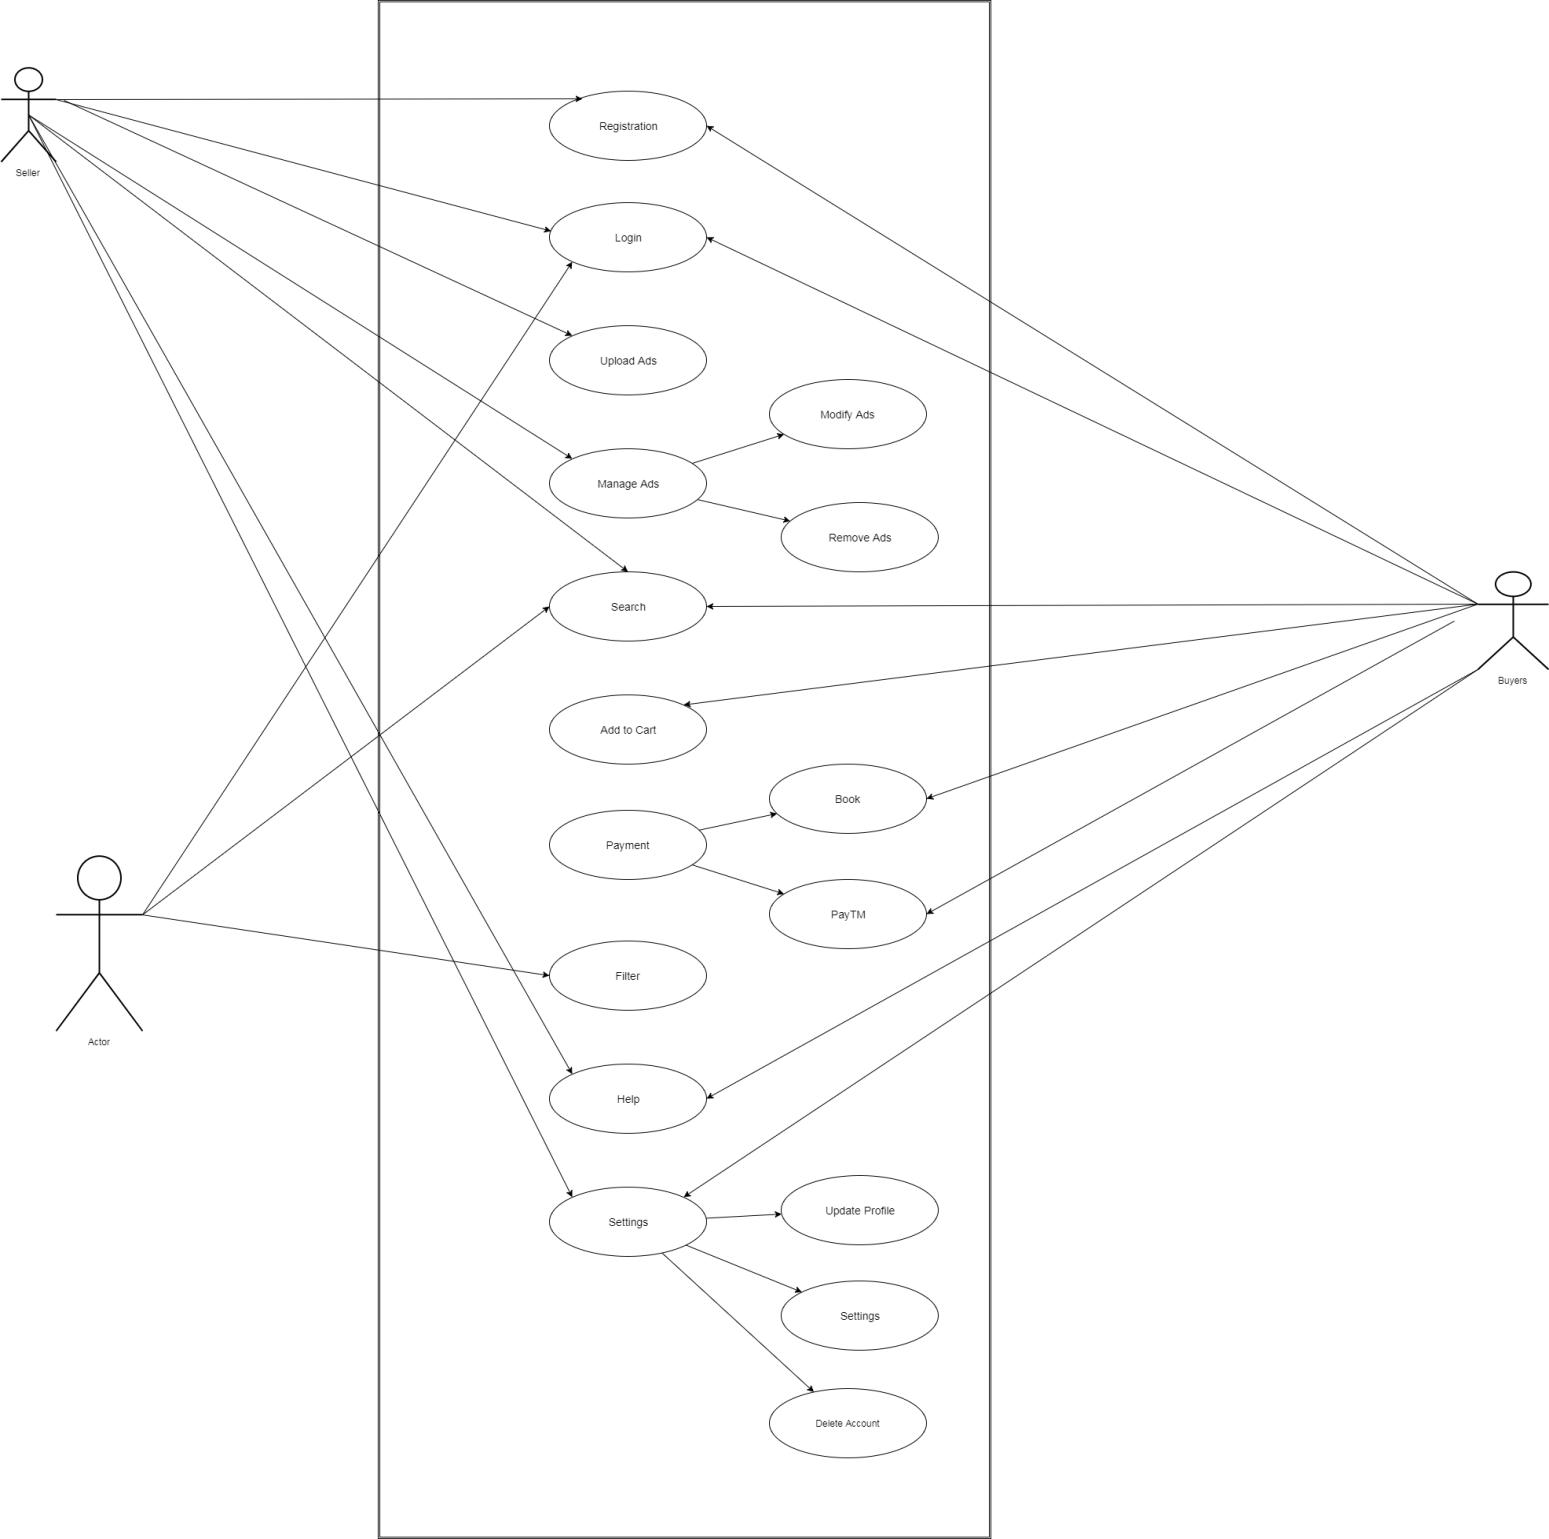 Registration
Seller
Login
Upload Ads
Modify Ads
Manage Ads
Remove Ads
Search
Buyers
Add to Cart
Book
Payment
PayTM
Filter
Actor
Help
Update Profile
Settings
Settings
Delete Account